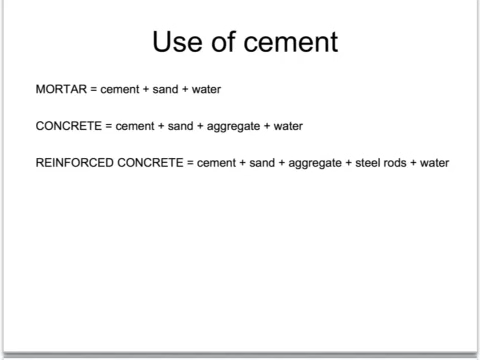 Use of cement
MORTAR = cement + sand + water
CONCRETE = cement + sand + aggregate + water
REINFORCED CONCRETE = cement + sand + aggregate + steel rods + water